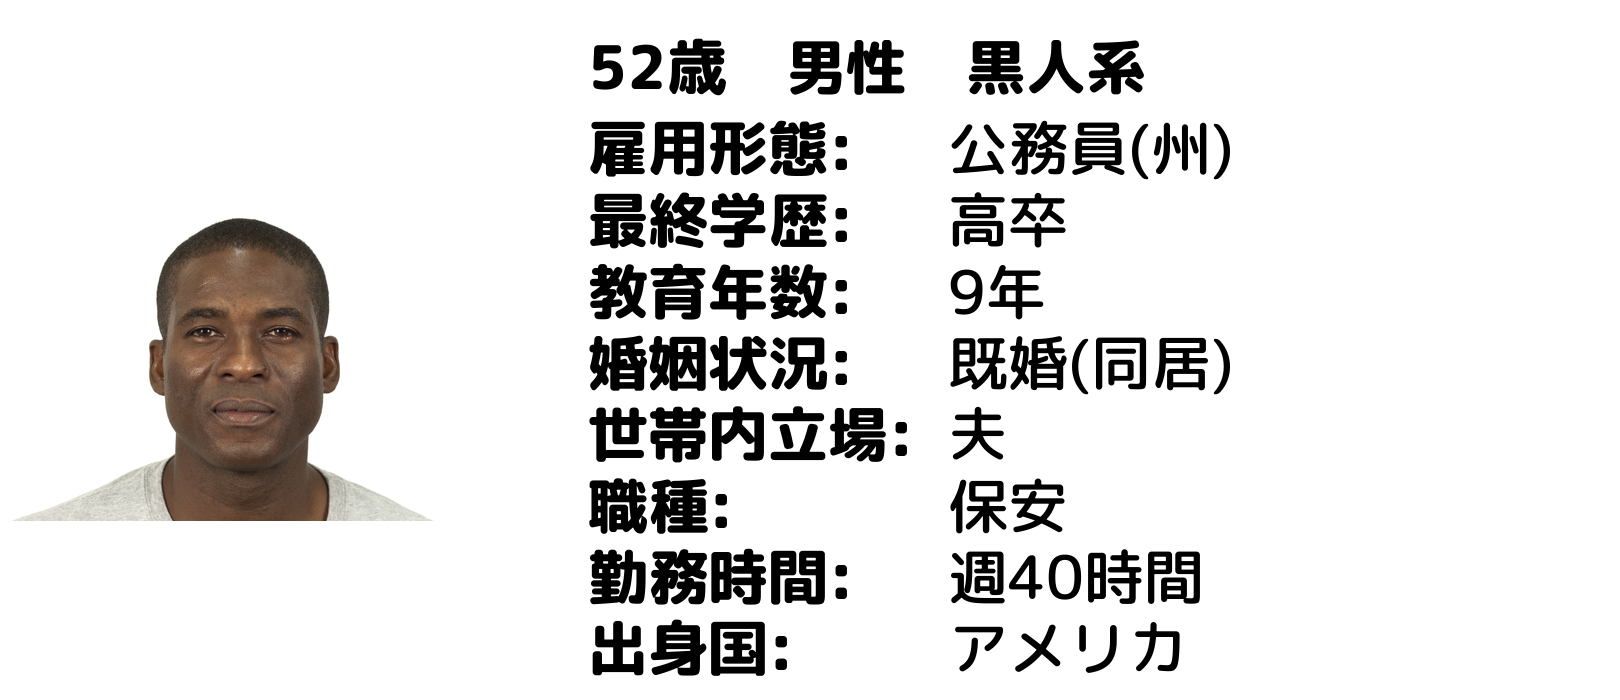 52歳　男性　黒人系
雇用形態:　公務員(州)
最終学歴:　高卒
教育年数:　9年
婚姻状況:　既婚(同居)
世帯内立場:　夫
職種:　保安
勤務時間:　週40時間
出身国:　アメリカ